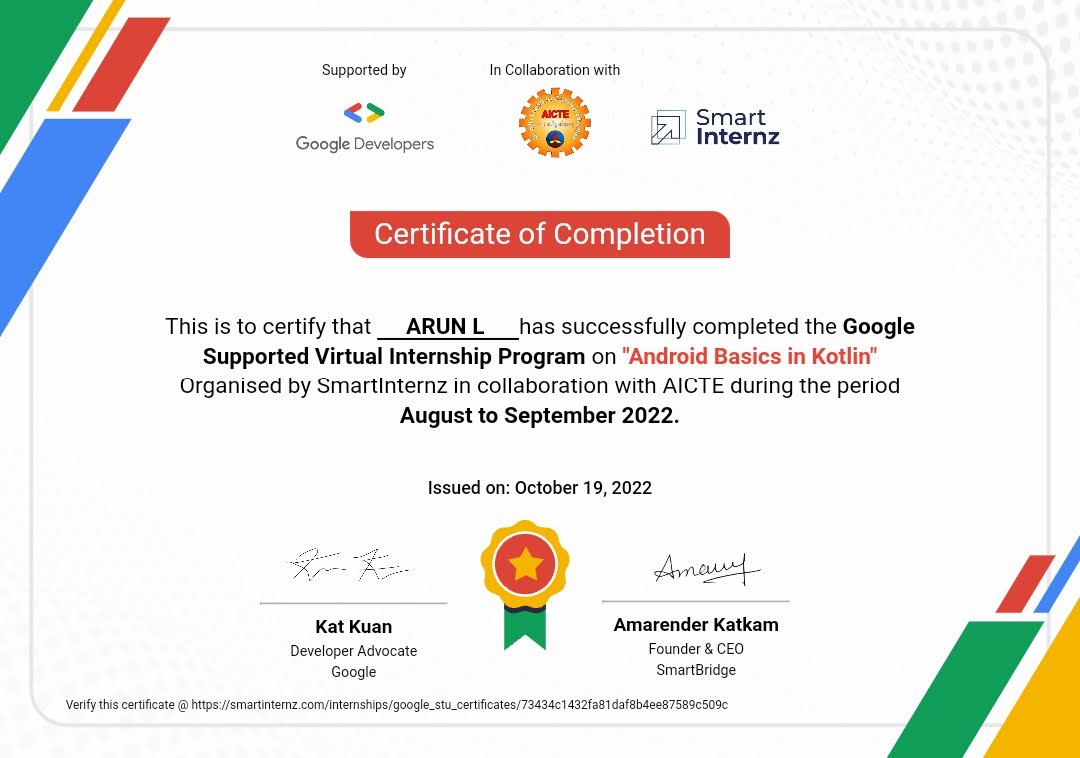 Supported by
In Collaboration with
Google Developers
AICTE
Smart
Internz
Certificate of Completion
This is to certify that ARUN L has successfully completed the Google
Supported Virtual Internship Program on "Android Basics in Kotlin"
Organised by SmartInternz in collaboration with AICTE during the period
August to September 2022.
Issued on: October 19, 2022
Kat Kuan
Developer Advocate
Google
Amarender Katkam
Founder & CEO
SmartBridge
Verify this certificate @ https://smartinternz.com/internships/google_stu_certificates/73434c1432fa81daf8b4ee87589c509c